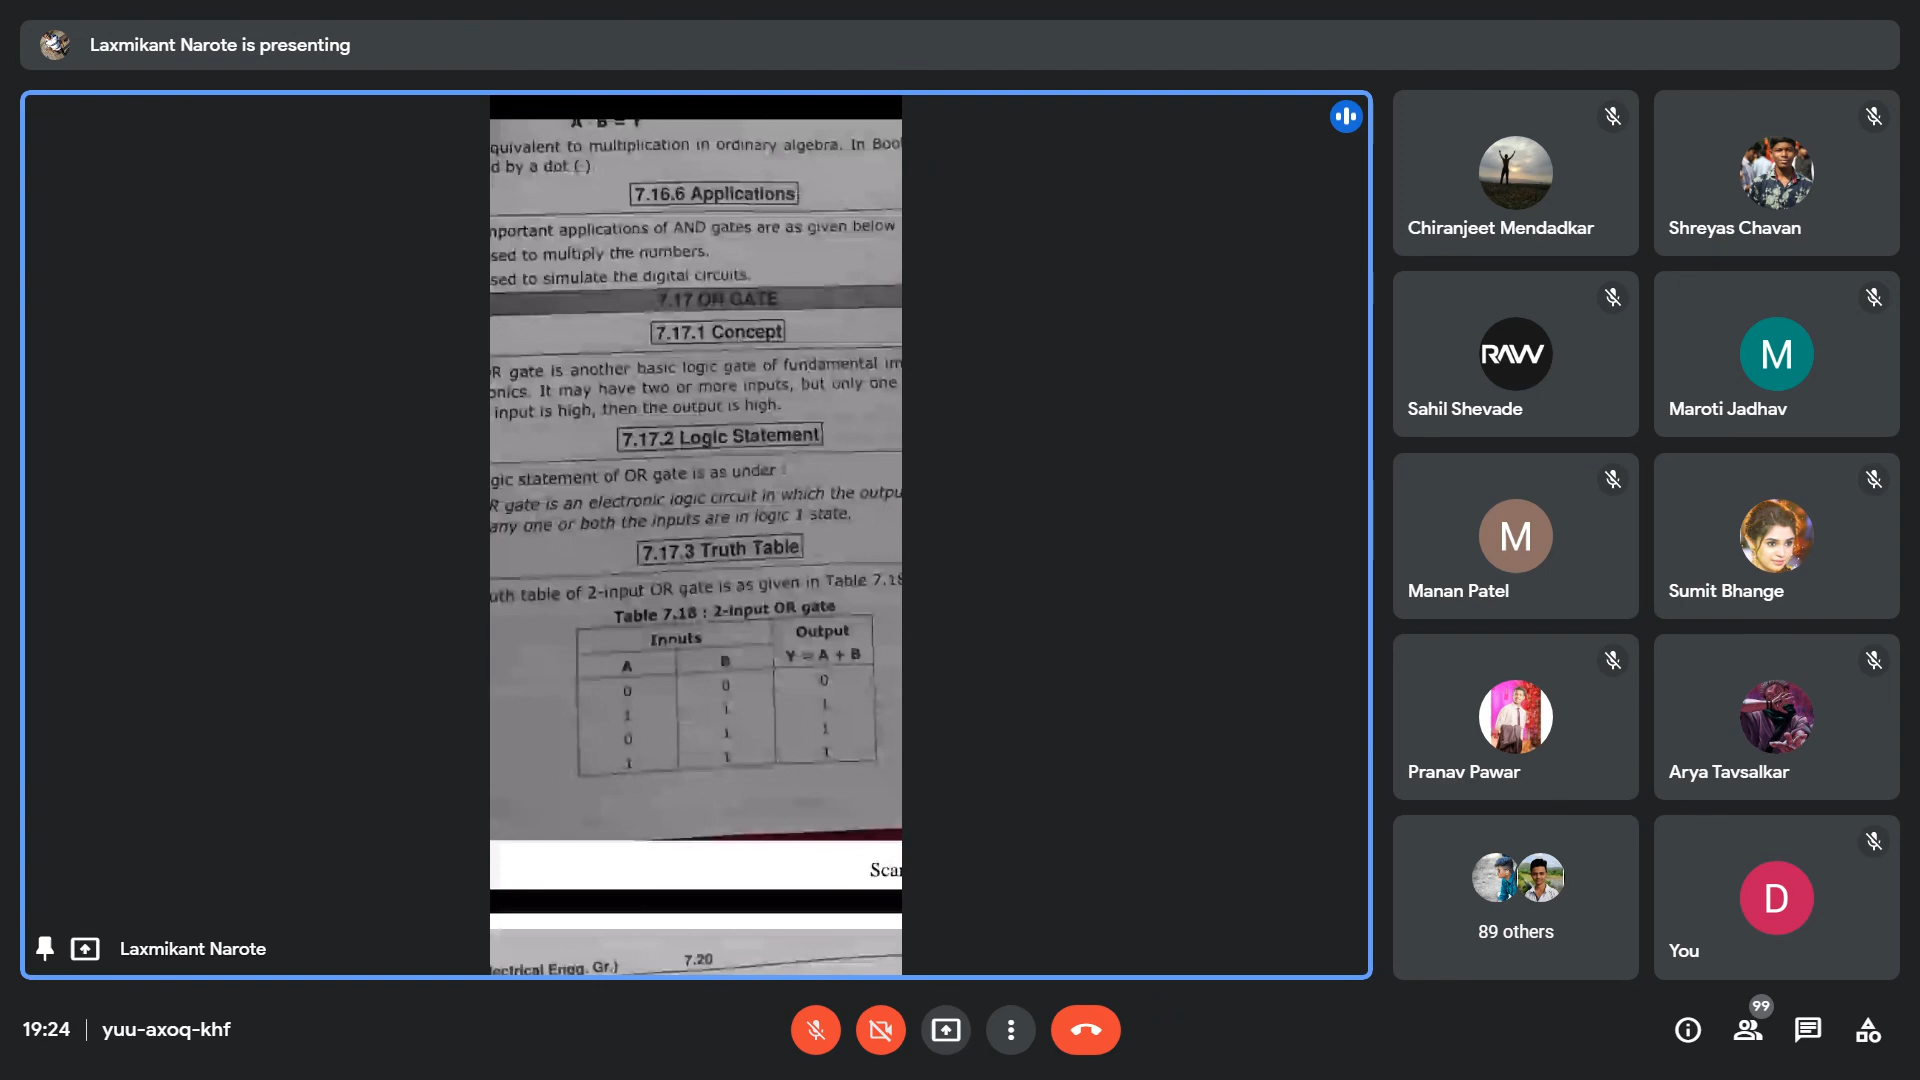 Laxmikant Narote is presenting
A B = Y
quivalent to multiplication in ordinary algebra. In Boo
d by a dot (·)
7.16.6 Applications
mportant applications of AND gates are as given below
sed to multiply the numbers.
sed to simulate the digital circuits.
7.17 OR GATE
7.17.1 Concept
R gate is another basic logic gate of fundamental im
onics. It may have two or more inputs, but only one
input is high, then the output is high.
7.17.2 Logic Statement
gic statement of OR gate is as under :
R gate is an electronic logic circuit in which the outpu
any one or both the inputs are in logic 1 state.
7.17.3 Truth Table
uth table of 2-input OR gate is as given in Table 7.18
Table 7.18 : 2-input OR gate
Inputs Output
A B Y = A + B
0 0 0
1 1 1
0 1 1
1 1 1
Scan
lectrical Engg. Gr.) 7.20
Laxmikant Narote
Chiranjeet Mendadkar
Shreyas Chavan
RAW
Sahil Shevade
M
Maroti Jadhav
M
Manan Patel
Sumit Bhange
Pranav Pawar
Arya Tavsalkar
89 others
D
You
19:24 | yuu-axoq-khf
99